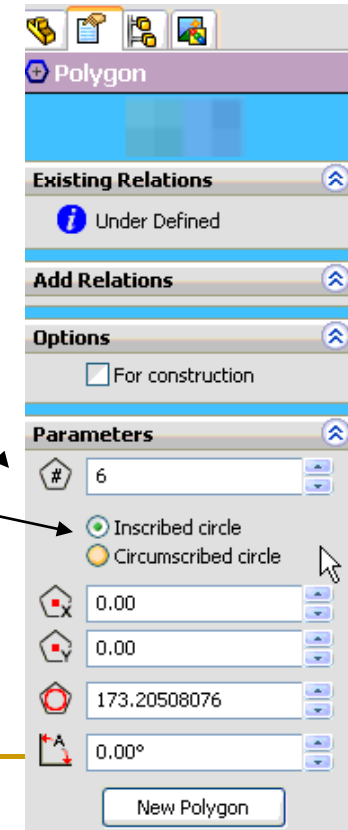 Polygon
Existing Relations
Under Defined
Add Relations
Options
For construction
Parameters
# 6
Inscribed circle
Circumscribed circle
X 0.00
Y 0.00
173.20508076
A 0.00°
New Polygon